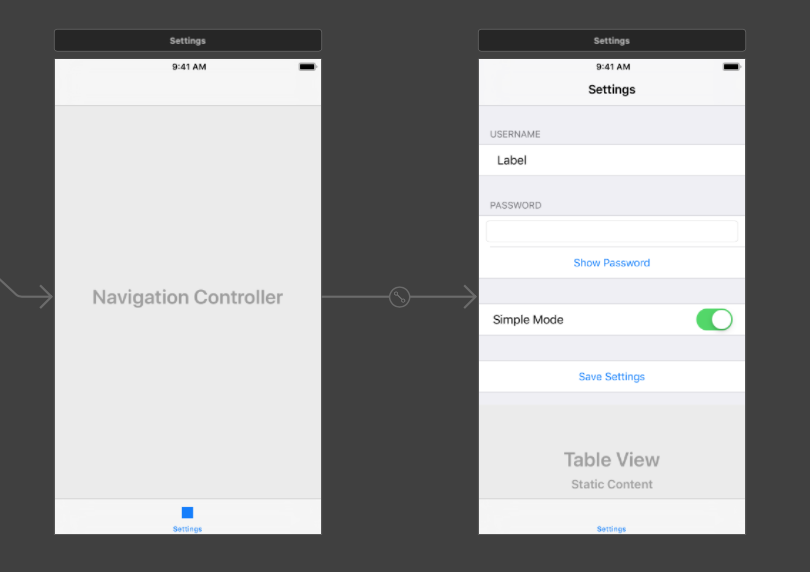 Settings
9:41 AM
Navigation Controller
Settings
Settings
9:41 AM
Settings
USERNAME
Label
PASSWORD
Show Password
Simple Mode
Save Settings
Table View
Static Content
Settings